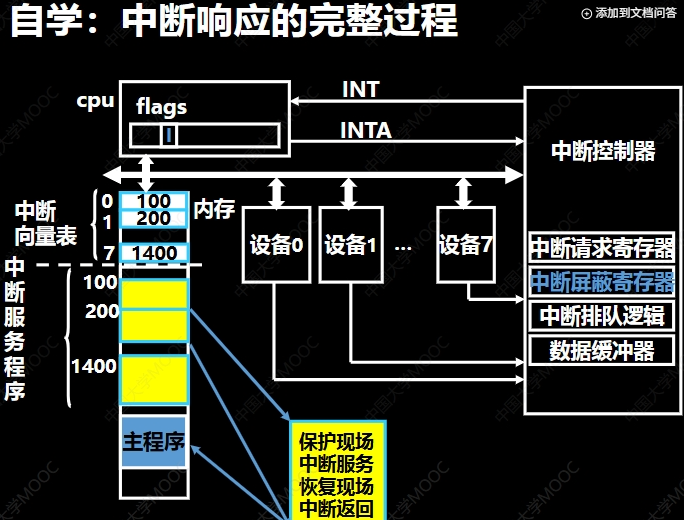 自学：中断响应的完整过程
添加到文档问答
cpu
flags
I
INT
INTA
中断控制器
中断请求寄存器
中断屏蔽寄存器
中断排队逻辑
数据缓冲器
中断
向量表
0
100
1
200
7
1400
内存
设备0
设备1
...
设备7
中断服务程序
100
200
1400
主程序
保护现场
中断服务
恢复现场
中断返回
中国大学MOOC